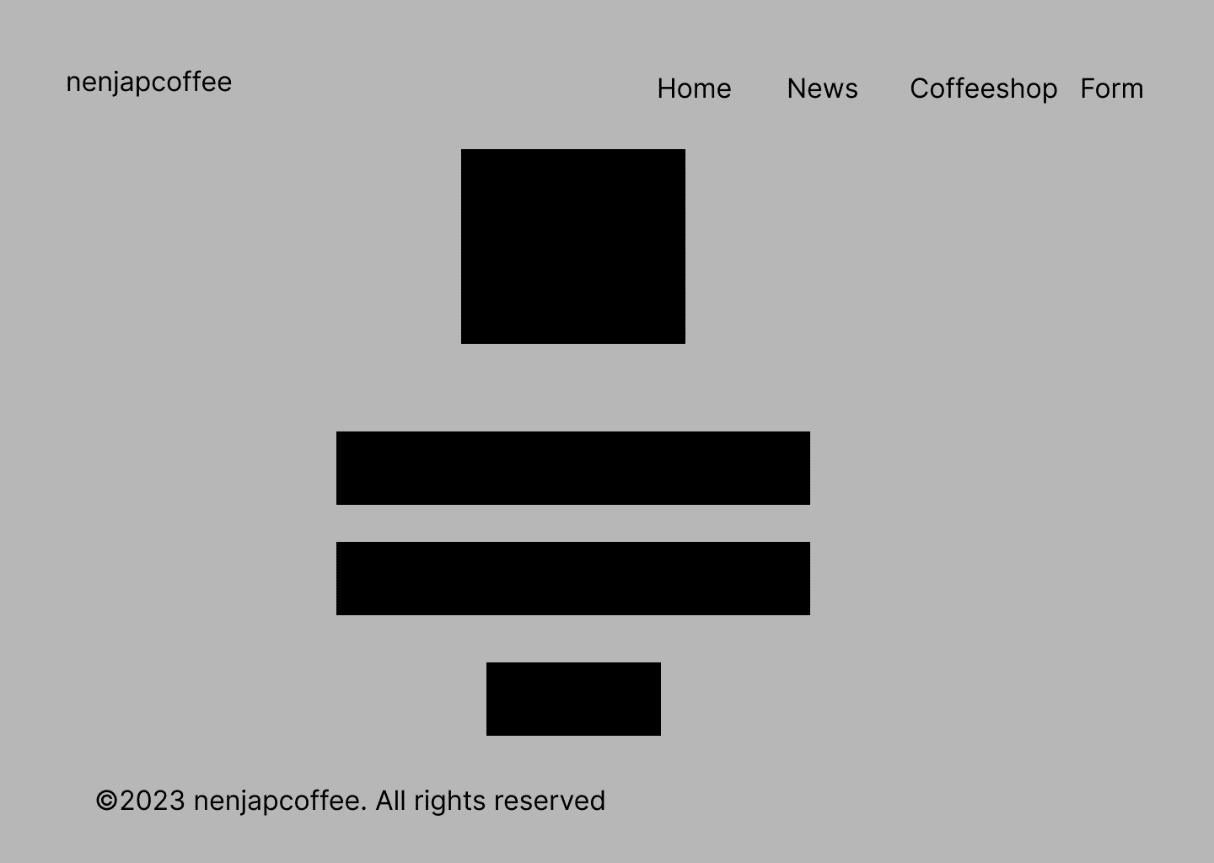 nenjapcoffee
Home News Coffeeshop Form
©2023 nenjapcoffee. All rights reserved